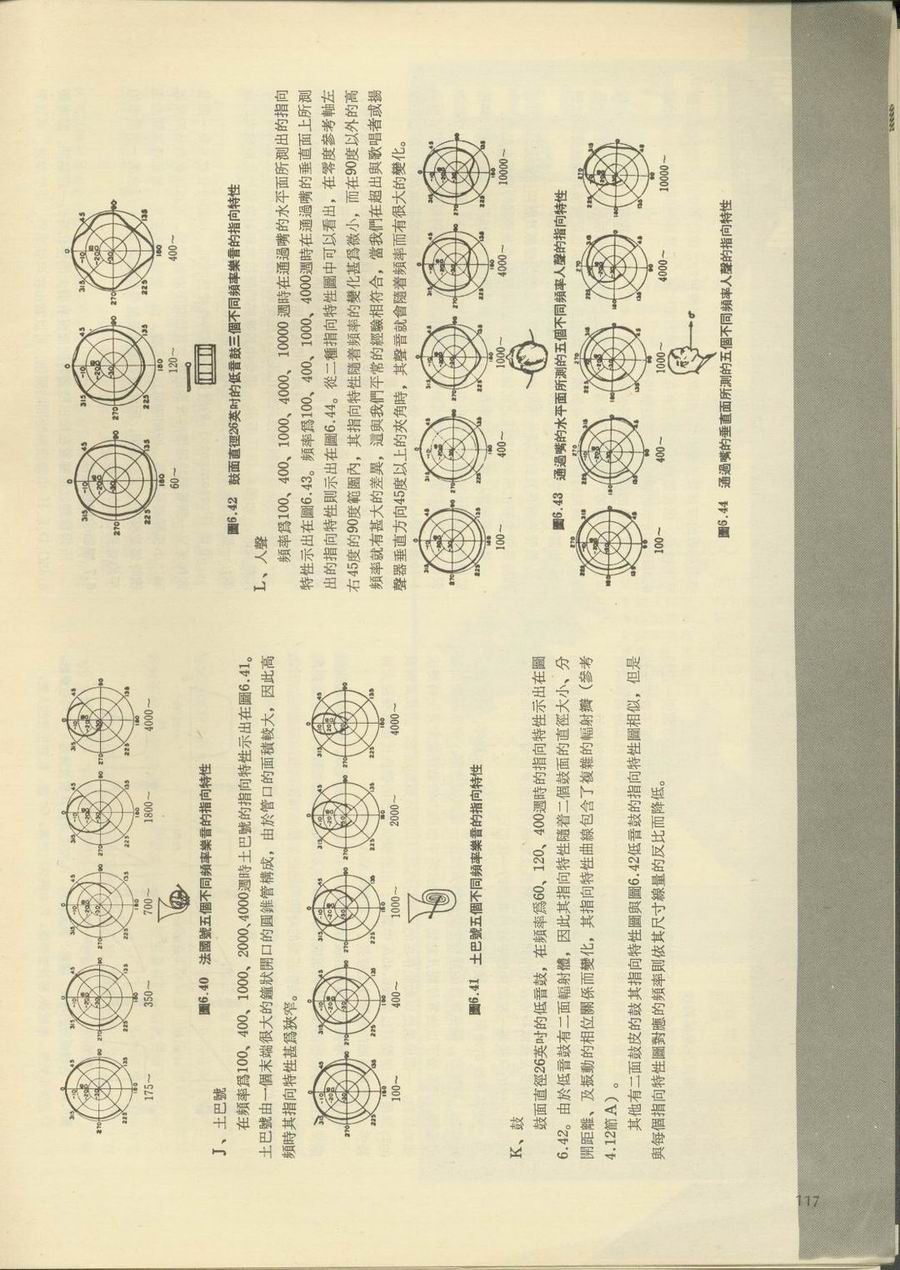 175~ 350~ 700~ 1800~ 4000~
圖6.40 法國號五個不同頻率樂音的指向特性
J、土巴號
在頻率爲100、400、1000、2000、4000週時土巴號的指向特性示出在圖6.41。
土巴號由一個末端很大的鐘狀開口的圓錐管構成，由於管口的面積較大，因此高
頻時其指向特性甚爲狹窄。
100~ 400~ 1000~ 2000~ 4000~
圖6.41 土巴號五個不同頻率樂音的指向特性
K、鼓
鼓面直徑26英吋的低音鼓，在頻率爲60、120、400週時的指向特性示出在圖
6.42。由於低音鼓有二面輻射體，因此其指向特性隨着二個鼓面的直徑大小、分
開距離、及振動的相位關係而變化，其指向特性曲線包含了複雜的輻射瓣（參考
4.12節A）。
其他有二面鼓皮的鼓其指向特性圖與圖6.42低音鼓的指向特性圖相似，但是
與每個指向特性圖對應的頻率則依其尺寸線量的反比而降低。
60~ 120~ 400~
圖6.42 鼓面直徑26英吋的低音鼓三個不同頻率樂音的指向特性
L、人聲
頻率爲100、400、1000、4000、10000 週時在通過嘴的水平面所測出的指向
特性示出在圖6.43。頻率爲100、400、1000、4000週時在通過嘴的垂直面上所測
出的指向特性則示出在圖6.44。從二種指向特性圖中可以看出，在零度參考軸左
右45度的90度範圍內，其指向特性隨着頻率的變化甚爲微小，而在90度以外的高
頻率就有甚大的差異，這與我們平常的經驗相符合，當我們在超出與歌唱者或揚
聲器垂直方向45度以上的夾角時，其聲音就會隨着頻率而有很大的變化。
100~ 400~ 1000~ 4000~ 10000~
圖6.43 通過嘴的水平面所測的五個不同頻率人聲的指向特性
100~ 400~ 1000~ 4000~ 10000~
圖6.44 通過嘴的垂直面所測的五個不同頻率人聲的指向特性
117